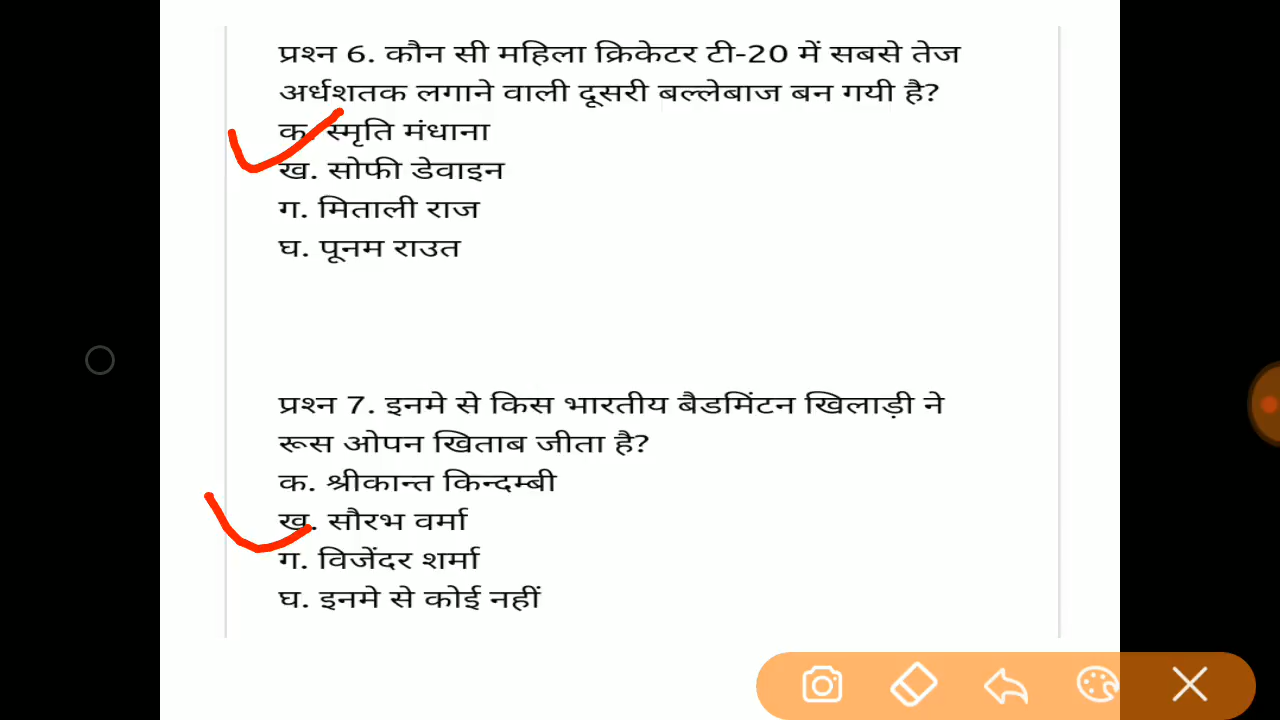 प्रश्न 6. कौन सी महिला क्रिकेटर टी-20 में सबसे तेज
अर्धशतक लगाने वाली दूसरी बल्लेबाज बन गयी है?
क. स्मृति मंधाना
ख. सोफी डेवाइन
ग. मिताली राज
घ. पूनम राउत
प्रश्न 7. इनमे से किस भारतीय बैडमिंटन खिलाड़ी ने
रूस ओपन खिताब जीता है?
क. श्रीकान्त किन्दम्बी
ख. सौरभ वर्मा
ग. विजेंदर शर्मा
घ. इनमे से कोई नहीं